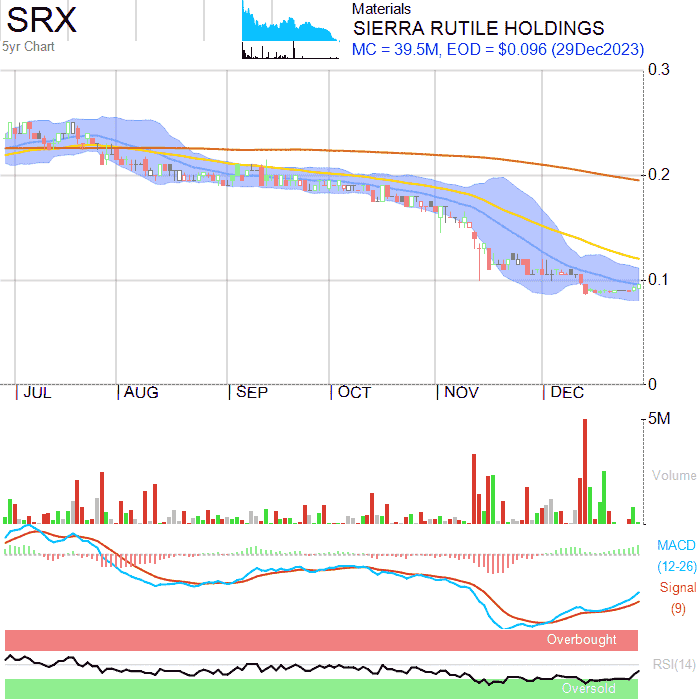 SRX
5yr Chart
Materials
SIERRA RUTILE HOLDINGS
MC = 39.5M, EOD = $0.096 (29Dec2023)
0.3
0.2
0.1
0
JUL AUG SEP OCT NOV DEC
5M
Volume
MACD
(12-26)
Signal
(9)
Overbought
RSI(14)
Oversold